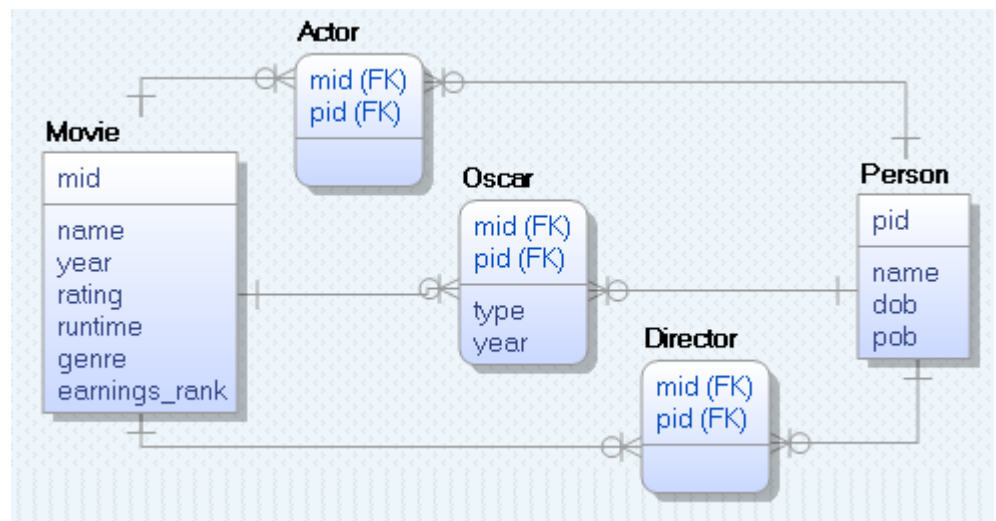 Actor
mid (FK)
pid (FK)
Movie
mid
name
year
rating
runtime
genre
earnings_rank
Oscar
mid (FK)
pid (FK)
type
year
Person
pid
name
dob
pob
Director
mid (FK)
pid (FK)